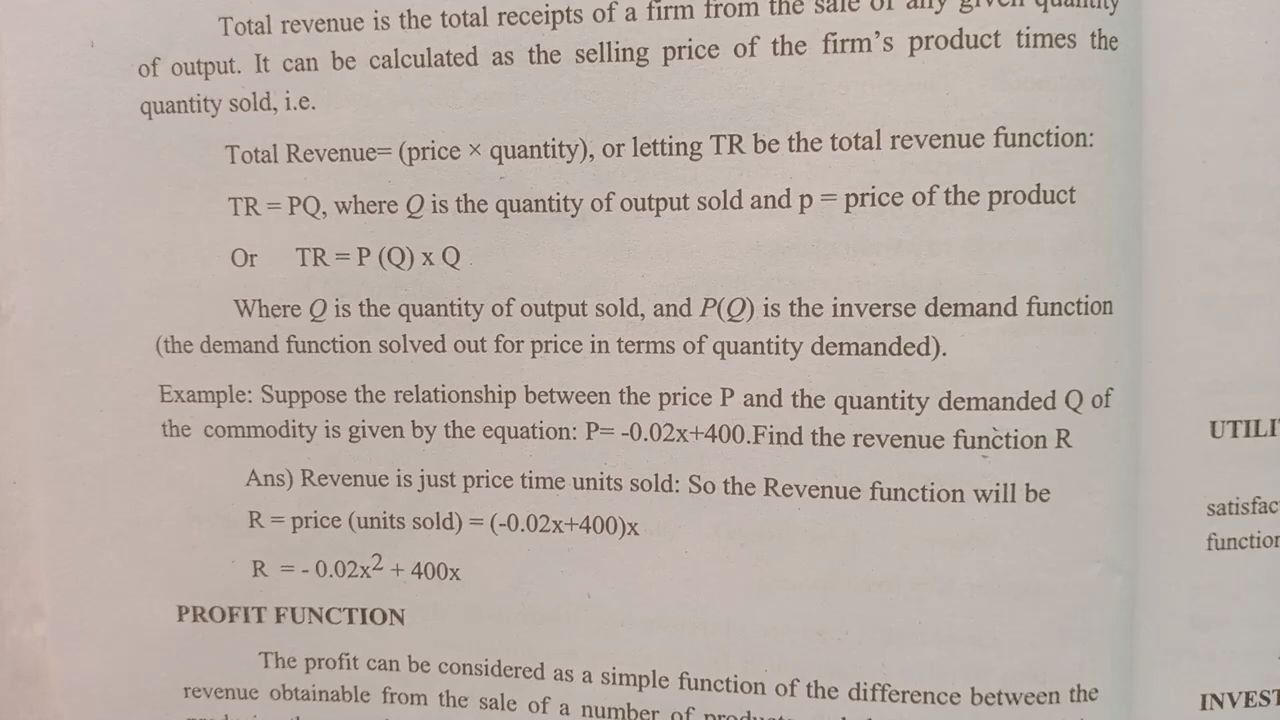 Total revenue is the total receipts of a firm from the sale of any given quantity
of output. It can be calculated as the selling price of the firm's product times the
quantity sold, i.e.
Total Revenue= (price × quantity), or letting TR be the total revenue function:
TR = PQ, where Q is the quantity of output sold and p = price of the product
Or TR = P (Q) x Q
Where Q is the quantity of output sold, and P(Q) is the inverse demand function
(the demand function solved out for price in terms of quantity demanded).
Example: Suppose the relationship between the price P and the quantity demanded Q of
the commodity is given by the equation: P= -0.02x+400.Find the revenue function R
Ans) Revenue is just price time units sold: So the Revenue function will be
R = price (units sold) = (-0.02x+400)x
R = - 0.02x² + 400x
PROFIT FUNCTION
The profit can be considered as a simple function of the difference between the
revenue obtainable from the sale of a number of
UTILI
satisfac
function
INVEST